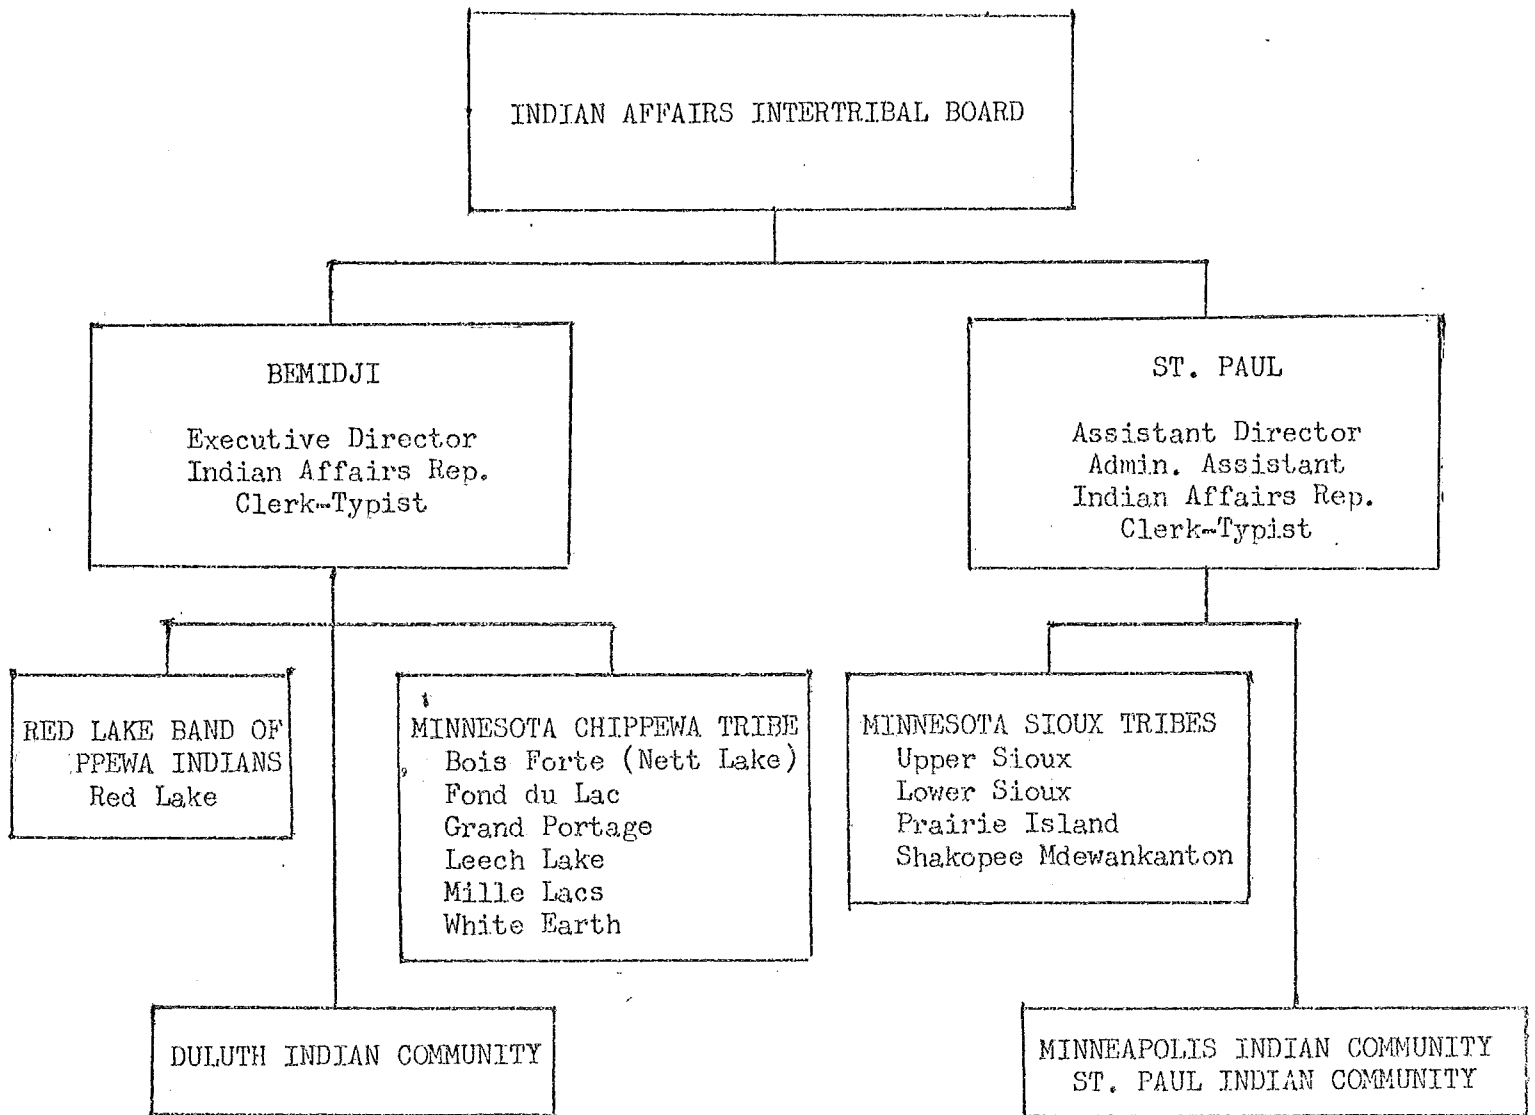 INDIAN AFFAIRS INTERTRIBAL BOARD
BEMIDJI
Executive Director
Indian Affairs Rep.
Clerk-Typist
ST. PAUL
Assistant Director
Admin. Assistant
Indian Affairs Rep.
Clerk-Typist
RED LAKE BAND OF
PPEWA INDIANS
Red Lake
MINNESOTA CHIPPEWA TRIBE
Bois Forte (Nett Lake)
Fond du Lac
Grand Portage
Leech Lake
Mille Lacs
White Earth
MINNESOTA SIOUX TRIBES
Upper Sioux
Lower Sioux
Prairie Island
Shakopee Mdewankanton
DULUTH INDIAN COMMUNITY
MINNEAPOLIS INDIAN COMMUNITY
ST. PAUL INDIAN COMMUNITY